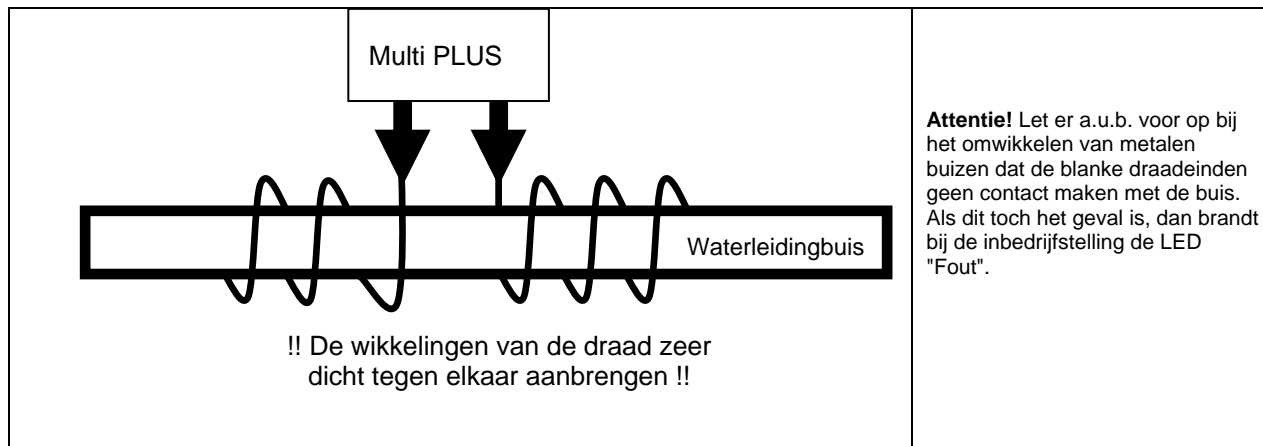 Multi PLUS
Waterleidingbuis
!! De wikkelingen van de draad zeer
dicht tegen elkaar aanbrengen !!
Attentie! Let er a.u.b. voor op bij
het omwikkelen van metalen
buizen dat de blanke draadeinden
geen contact maken met de buis.
Als dit toch het geval is, dan brandt
bij de inbedrijfstelling de LED
"Fout".